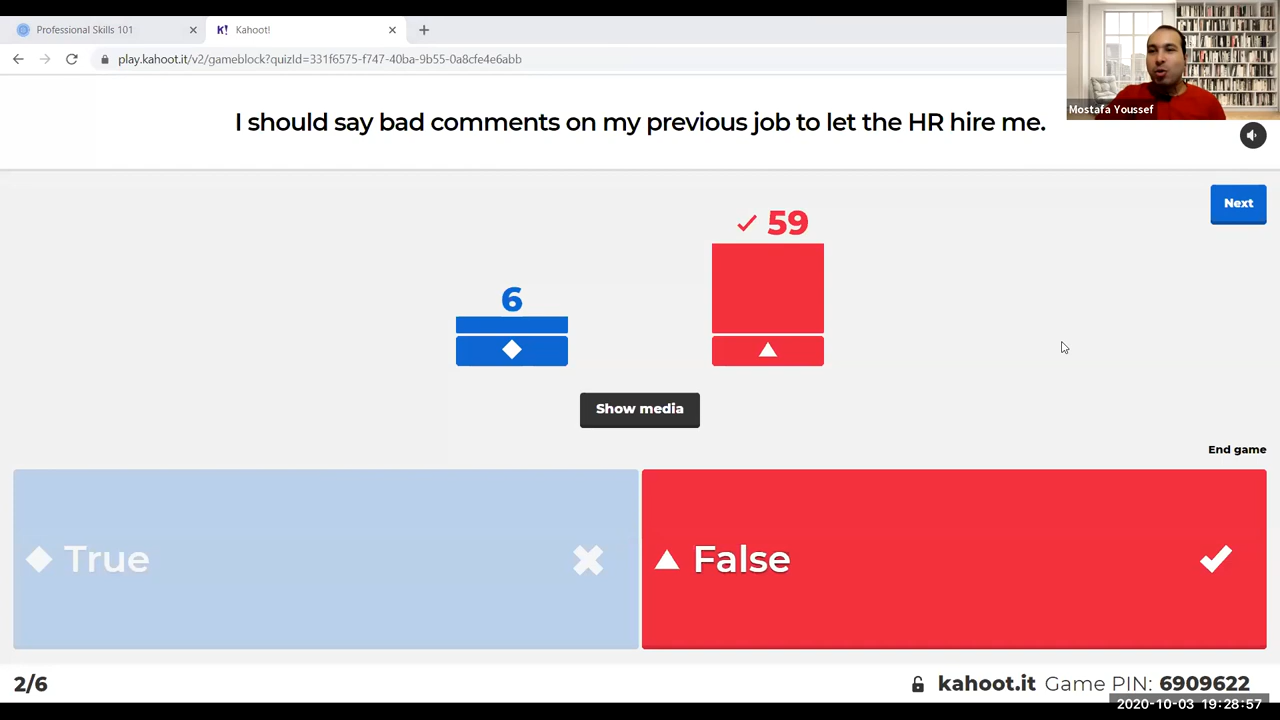 Professional Skills 101
K! Kahoot!
play.kahoot.it/v2/gameblock?quizId=331f6575-f747-40ba-9b55-0a8cfe4e6ab0
Mostafa Youssef
I should say bad comments on my previous job to let the HR hire me.
Next
6
59
Show media
End game
True
False
2/6
kahoot.it Game PIN: 6909622
2020-10-03 19:28:57